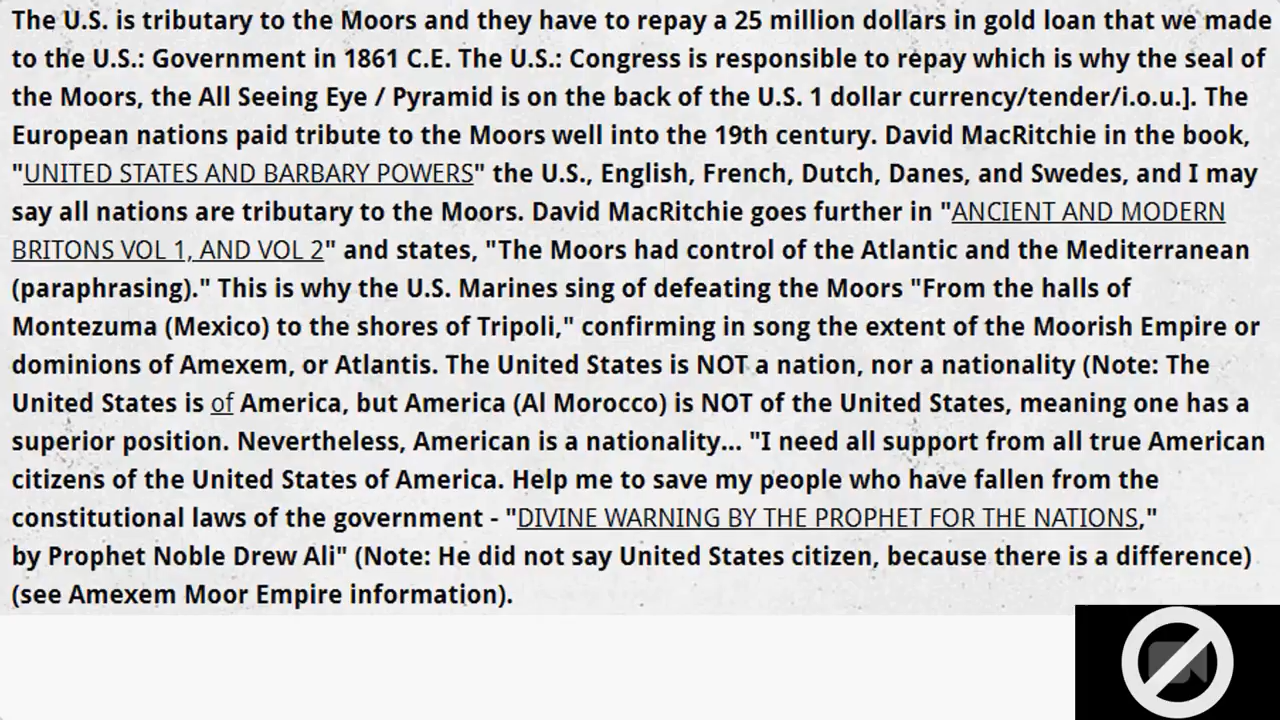 The U.S. is tributary to the Moors and they have to repay a 25 million dollars in gold loan that we made
to the U.S.: Government in 1861 C.E. The U.S.: Congress is responsible to repay which is why the seal of
the Moors, the All Seeing Eye / Pyramid is on the back of the U.S. 1 dollar currency/tender/i.o.u.]. The
European nations paid tribute to the Moors well into the 19th century. David MacRitchie in the book,
"UNITED STATES AND BARBARY POWERS" the U.S., English, French, Dutch, Danes, and Swedes, and I may
say all nations are tributary to the Moors. David MacRitchie goes further in "ANCIENT AND MODERN
BRITONS VOL 1, AND VOL 2" and states, "The Moors had control of the Atlantic and the Mediterranean
(paraphrasing)." This is why the U.S. Marines sing of defeating the Moors "From the halls of
Montezuma (Mexico) to the shores of Tripoli," confirming in song the extent of the Moorish Empire or
dominions of Amexem, or Atlantis. The United States is NOT a nation, nor a nationality (Note: The
United States is of America, but America (Al Morocco) is NOT of the United States, meaning one has a
superior position. Nevertheless, American is a nationality... "I need all support from all true American
citizens of the United States of America. Help me to save my people who have fallen from the
constitutional laws of the government - "DIVINE WARNING BY THE PROPHET FOR THE NATIONS,"
by Prophet Noble Drew Ali" (Note: He did not say United States citizen, because there is a difference)
(see Amexem Moor Empire information).